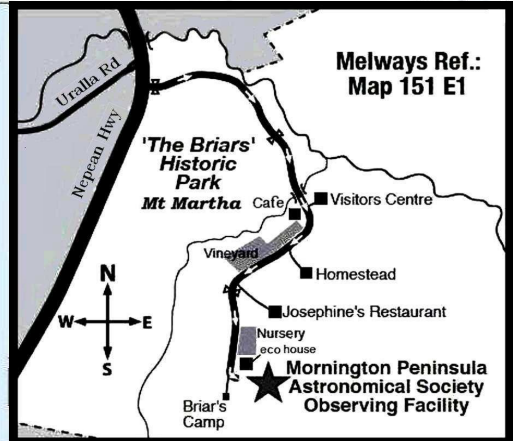 Melways Ref.:
Map 151 E1
Uralla Rd
Nepean Hwy
'The Briars'
Historic
Park
Mt Martha
Cafe
Visitors Centre
Vineyard
Homestead
N
W
E
S
Josephine's Restaurant
Nursery
eco house
Mornington Peninsula
Astronomical Society
Observing Facility
Briar's
Camp